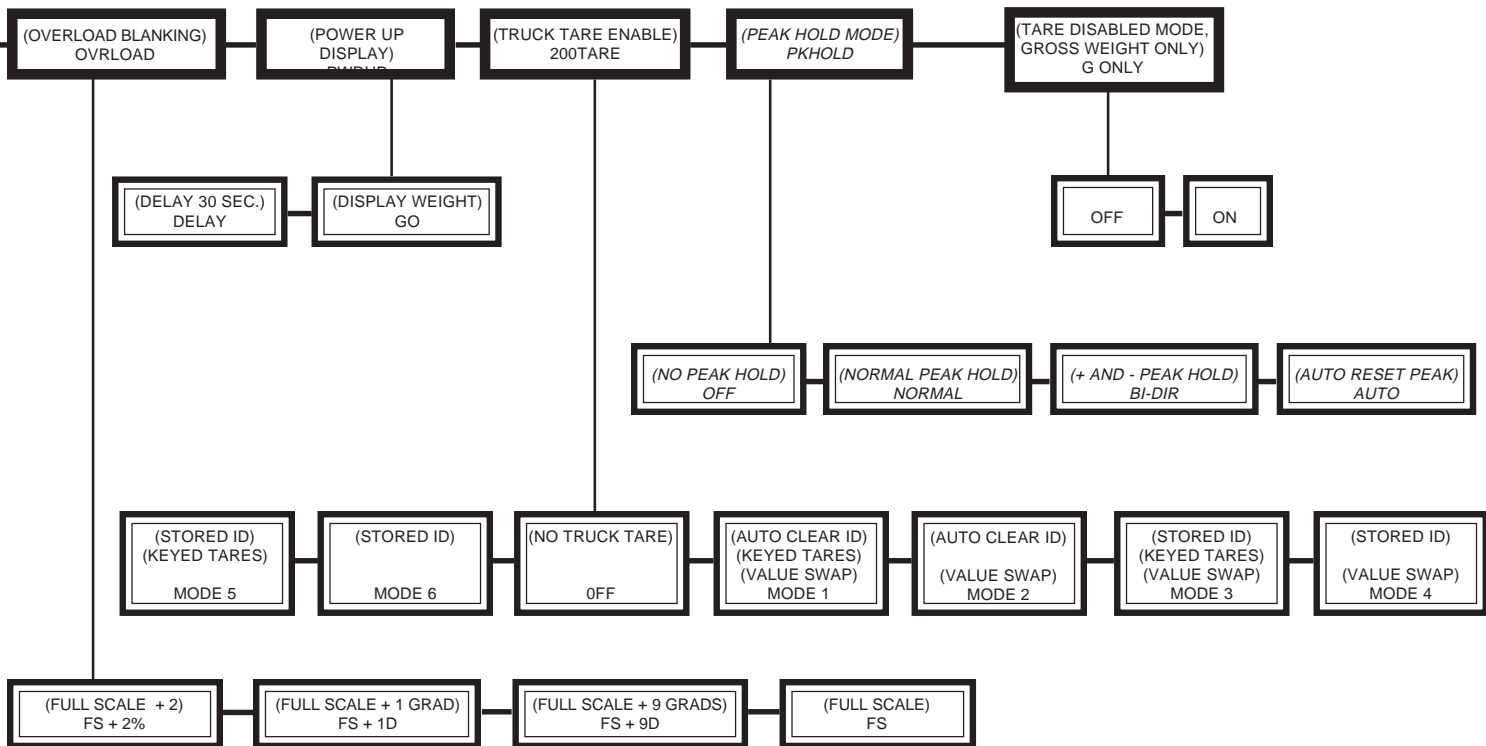 (OVERLOAD BLANKING)
OVRLOAD
(POWER UP
DISPLAY)
(TRUCK TARE ENABLE)
200TARE
(PEAK HOLD MODE)
PKHOLD
(TARE DISABLED MODE,
GROSS WEIGHT ONLY)
G ONLY
(DELAY 30 SEC.)
DELAY
(DISPLAY WEIGHT)
GO
OFF
ON
(NO PEAK HOLD)
OFF
(NORMAL PEAK HOLD)
NORMAL
(+ AND - PEAK HOLD)
BI-DIR
(AUTO RESET PEAK)
AUTO
(STORED ID)
(KEYED TARES)
MODE 5
(STORED ID)
MODE 6
(NO TRUCK TARE)
0FF
(AUTO CLEAR ID)
(KEYED TARES)
(VALUE SWAP)
MODE 1
(AUTO CLEAR ID)
(VALUE SWAP)
MODE 2
(STORED ID)
(KEYED TARES)
(VALUE SWAP)
MODE 3
(STORED ID)
(VALUE SWAP)
MODE 4
(FULL SCALE + 2)
FS + 2%
(FULL SCALE + 1 GRAD)
FS + 1D
(FULL SCALE + 9 GRADS)
FS + 9D
(FULL SCALE)
FS